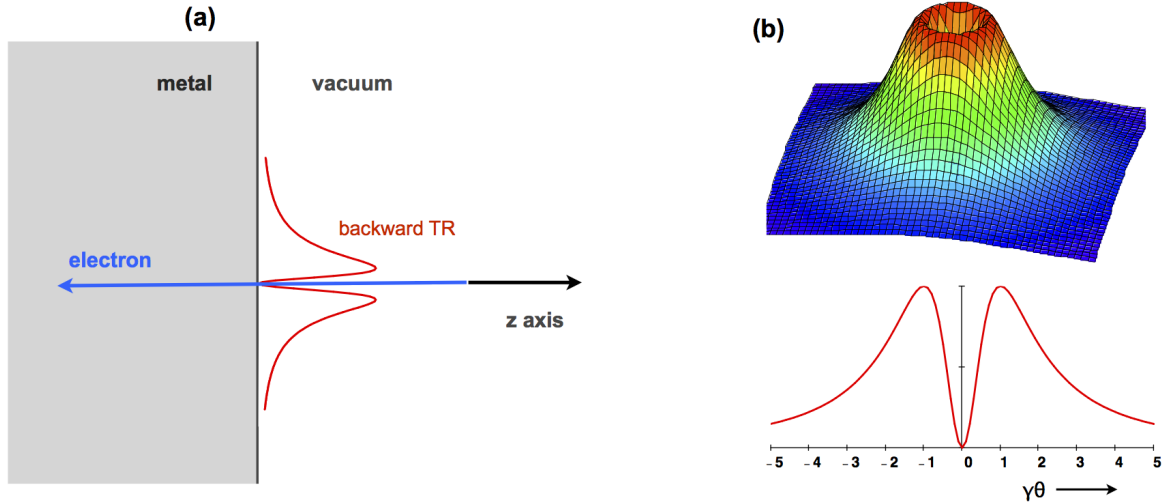 (a)
metal
vacuum
backward TR
electron
z axis
(b)
- 5 - 4 - 3 - 2 - 1 0 1 2 3 4 5
γθ